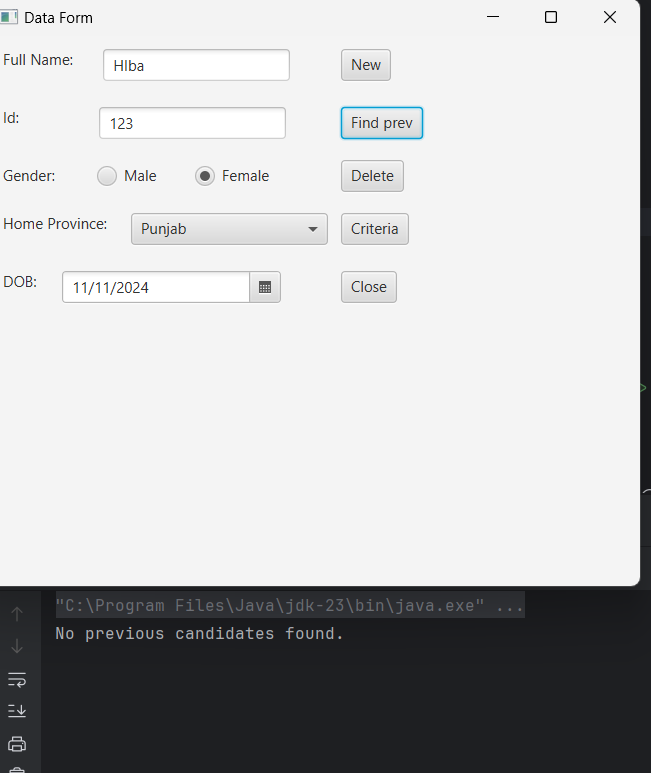 Data Form
Full Name: HIba New
Id: 123 Find prev
Gender: Male Female Delete
Home Province: Punjab Criteria
DOB: 11/11/2024 Close
"C:\Program Files\Java\jdk-23\bin\java.exe" ...
No previous candidates found.